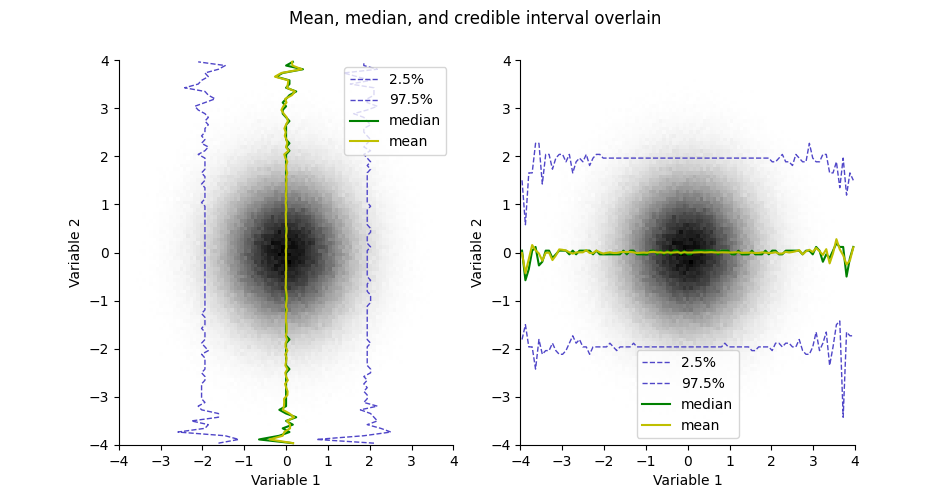 Mean, median, and credible interval overlain
4
3
2
1
0
−1
−2
−3
−4
Variable 2
−4 −3 −2 −1 0 1 2 3 4
Variable 1
2.5%
97.5%
median
mean
4
3
2
1
0
−1
−2
−3
−4
Variable 2
−4 −3 −2 −1 0 1 2 3 4
Variable 1
2.5%
97.5%
median
mean